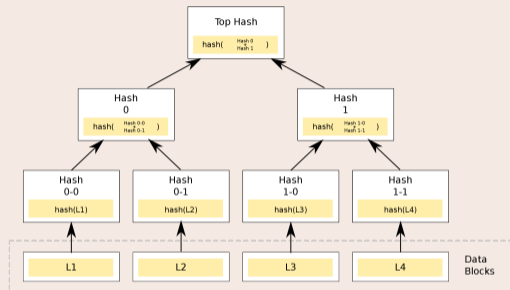 Top Hash
hash( Hash 0
+
Hash 1 )
Hash
0
hash( Hash 0-0
+
Hash 0-1 )
Hash
1
hash( Hash 1-0
+
Hash 1-1 )
Hash
0-0
hash(L1)
Hash
0-1
hash(L2)
Hash
1-0
hash(L3)
Hash
1-1
hash(L4)
L1
L2
L3
L4
Data
Blocks